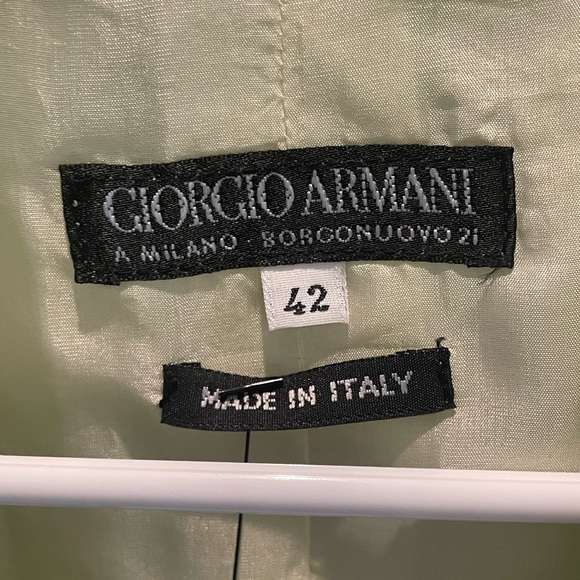 GIORGIO ARMANI
A MILANO · BORGONUOVO 21
42
MADE IN ITALY